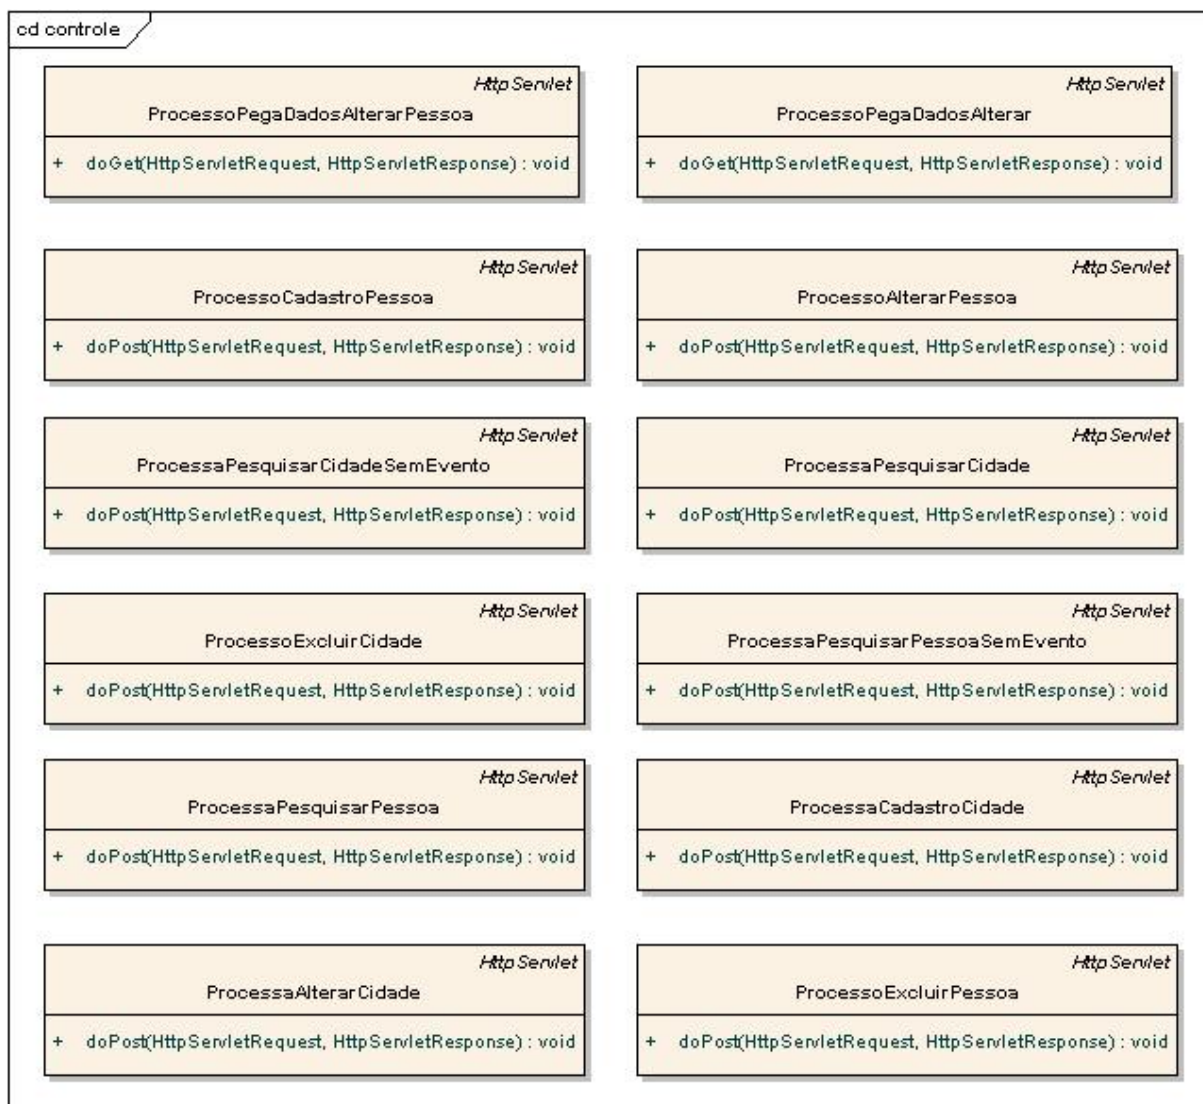 cd controle
HttpServlet
ProcessoPegaDadosAlterarPessoa
+ doGet(HttpServletRequest, HttpServletResponse) : void
HttpServlet
ProcessoPegaDadosAlterar
+ doGet(HttpServletRequest, HttpServletResponse) : void
HttpServlet
ProcessoCadastroPessoa
+ doPost(HttpServletRequest, HttpServletResponse) : void
HttpServlet
ProcessoAlterarPessoa
+ doPost(HttpServletRequest, HttpServletResponse) : void
HttpServlet
ProcessaPesquisarCidadeSemEvento
+ doPost(HttpServletRequest, HttpServletResponse) : void
HttpServlet
ProcessaPesquisarCidade
+ doPost(HttpServletRequest, HttpServletResponse) : void
HttpServlet
ProcessoExcluirCidade
+ doPost(HttpServletRequest, HttpServletResponse) : void
HttpServlet
ProcessaPesquisarPessoaSemEvento
+ doPost(HttpServletRequest, HttpServletResponse) : void
HttpServlet
ProcessaPesquisarPessoa
+ doPost(HttpServletRequest, HttpServletResponse) : void
HttpServlet
ProcessaCadastroCidade
+ doPost(HttpServletRequest, HttpServletResponse) : void
HttpServlet
ProcessaAlterarCidade
+ doPost(HttpServletRequest, HttpServletResponse) : void
HttpServlet
ProcessoExcluirPessoa
+ doPost(HttpServletRequest, HttpServletResponse) : void